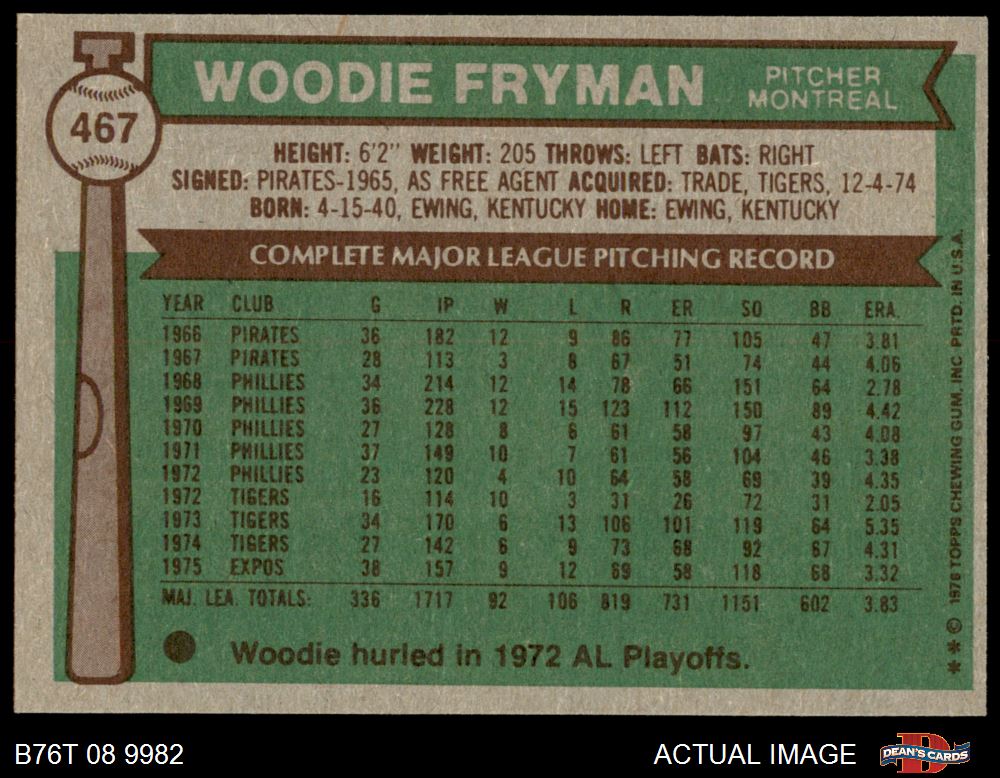 467
WOODIE FRYMAN
PITCHER
MONTREAL
HEIGHT: 6'2" WEIGHT: 205 THROWS: LEFT BATS: RIGHT
SIGNED: PIRATES-1965, AS FREE AGENT ACQUIRED: TRADE, TIGERS, 12-4-74
BORN: 4-15-40, EWING, KENTUCKY HOME: EWING, KENTUCKY
COMPLETE MAJOR LEAGUE PITCHING RECORD
YEAR CLUB G IP W L R ER SO BB ERA.
1966 PIRATES 36 182 12 9 86 77 105 47 3.81
1967 PIRATES 28 113 3 8 67 51 74 44 4.06
1968 PHILLIES 34 214 12 14 78 66 151 64 2.78
1969 PHILLIES 36 228 12 15 123 112 150 89 4.42
1970 PHILLIES 27 128 8 6 61 58 97 43 4.08
1971 PHILLIES 37 149 10 7 61 56 104 46 3.38
1972 PHILLIES 23 120 4 10 64 58 69 39 4.35
1972 TIGERS 16 114 10 3 31 26 72 31 2.05
1973 TIGERS 34 170 6 13 106 101 119 64 5.35
1974 TIGERS 27 142 6 9 73 68 92 67 4.31
1975 EXPOS 38 157 9 12 69 58 118 68 3.32
MAJ. LEA. TOTALS: 336 1717 92 106 819 731 1151 602 3.83
Woodie hurled in 1972 AL Playoffs.
** © 1976 TOPPS CHEWING GUM, INC. PRTD. IN U.S.A.
B76T 08 9982
ACTUAL IMAGE
DEAN'S CARDS